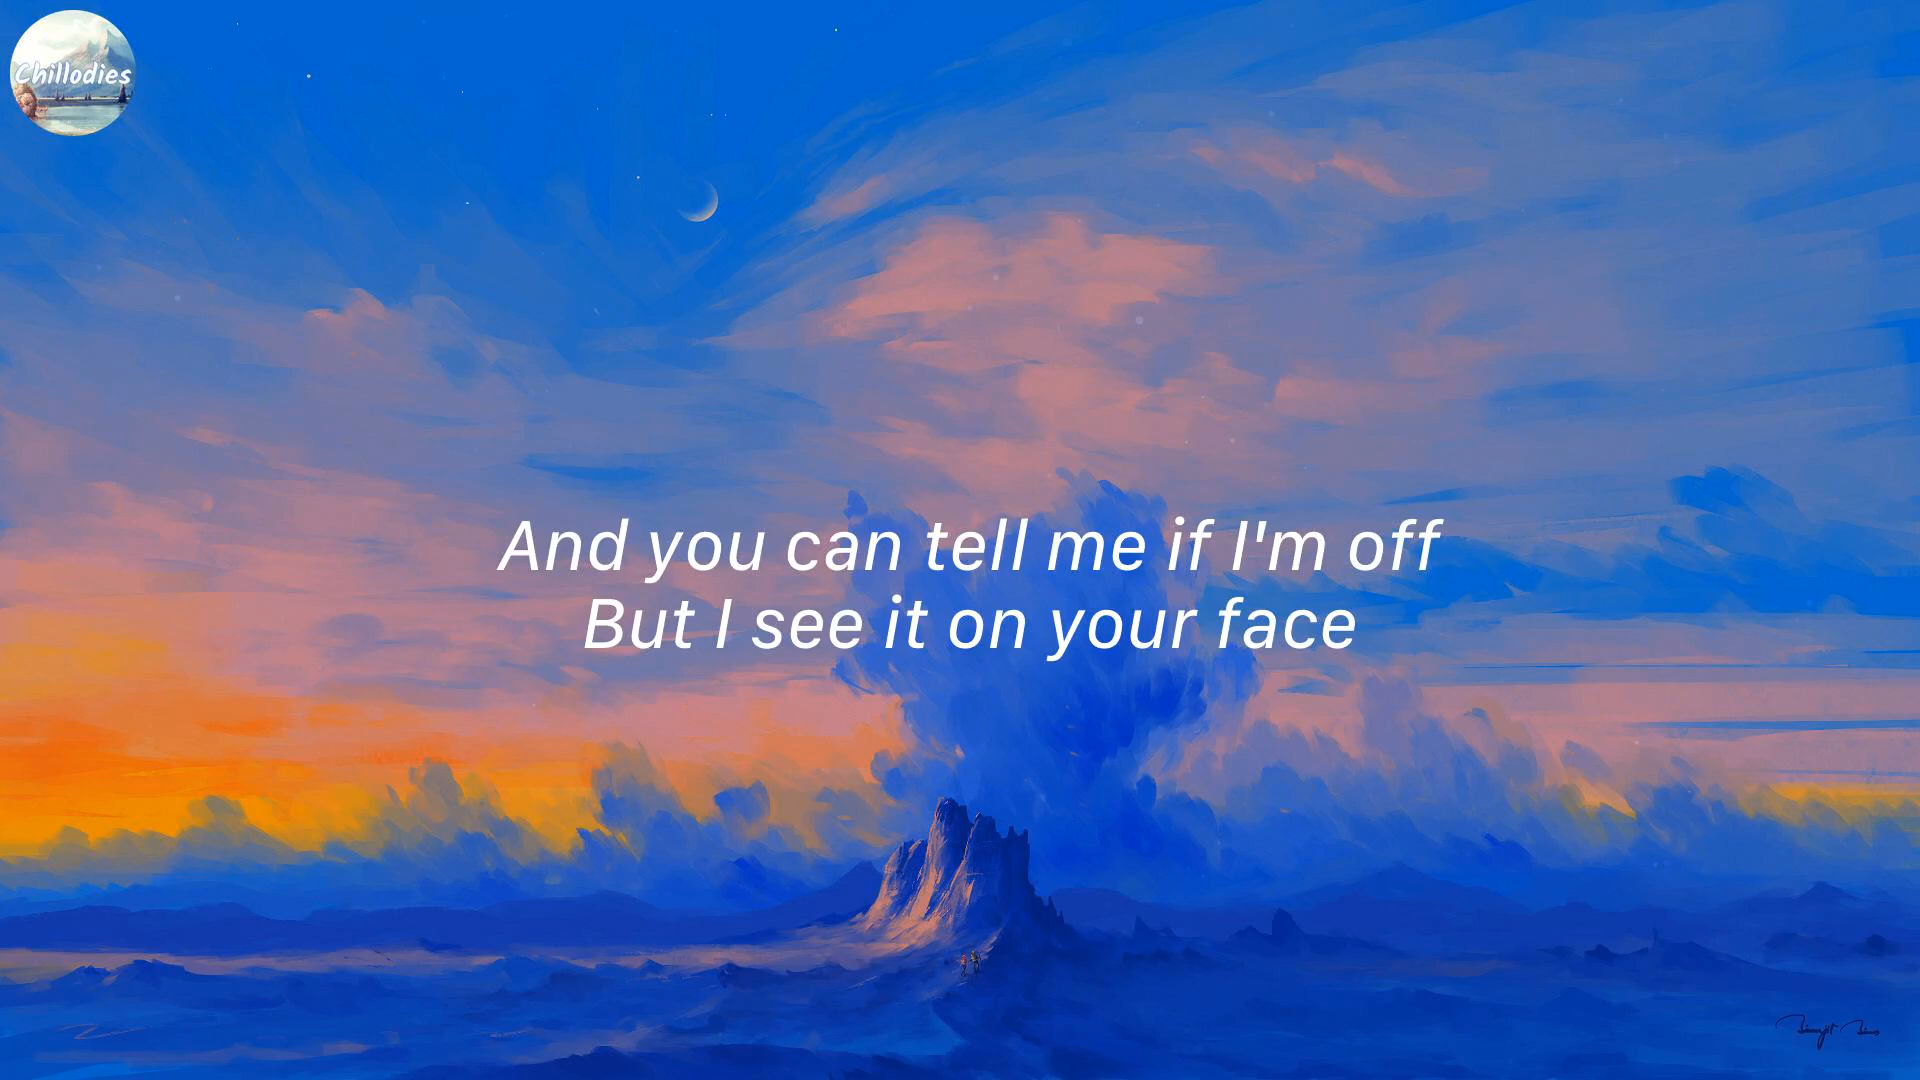 Chillodies
And you can tell me if I'm off
But I see it on your face